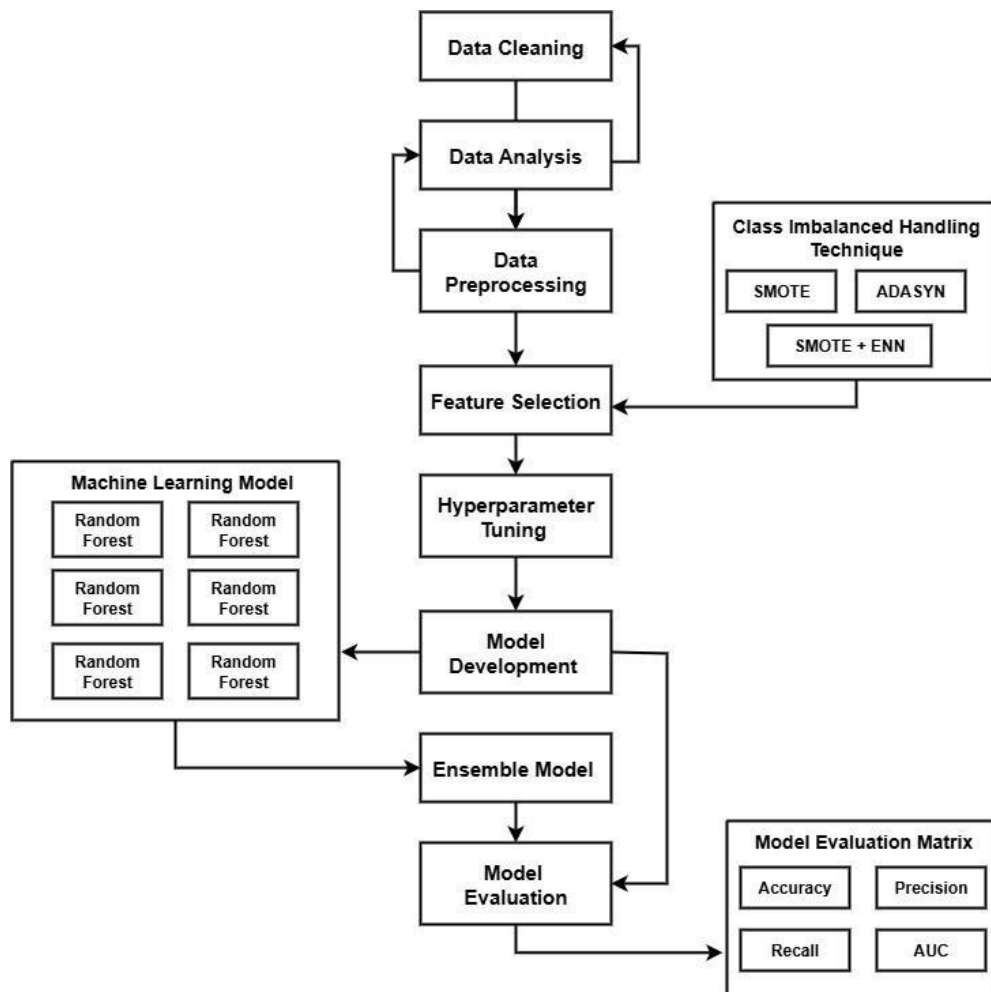 Data Cleaning
Data Analysis
Data
Preprocessing
Class Imbalanced Handling
Technique
SMOTE
ADASYN
SMOTE + ENN
Feature Selection
Hyperparameter
Tuning
Machine Learning Model
Random
Forest
Random
Forest
Random
Forest
Random
Forest
Random
Forest
Random
Forest
Model
Development
Ensemble Model
Model
Evaluation
Model Evaluation Matrix
Accuracy
Precision
Recall
AUC